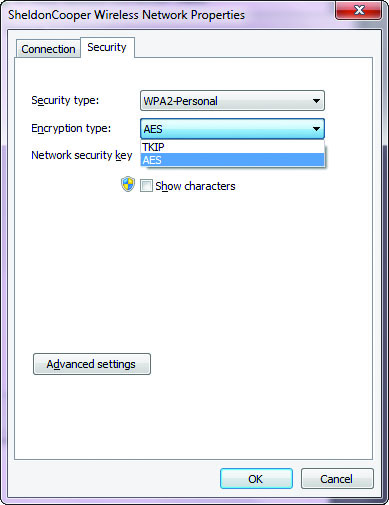 SheldonCooper Wireless Network Properties
Connection Security
Security type: WPA2-Personal
Encryption type: AES
TKIP
Network security key AES
Show characters
Advanced settings
OK Cancel